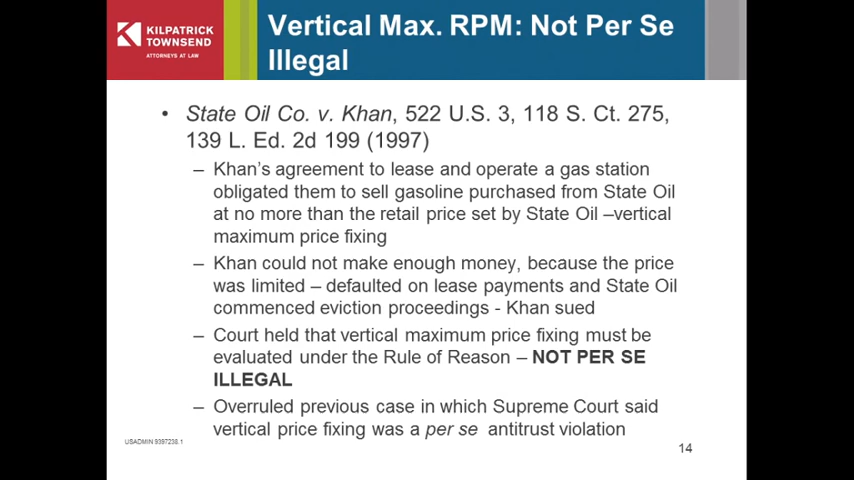 KILPATRICK
TOWNSEND
ATTORNEYS AT LAW
Vertical Max. RPM: Not Per Se
Illegal
• State Oil Co. v. Khan, 522 U.S. 3, 118 S. Ct. 275,
139 L. Ed. 2d 199 (1997)
– Khan's agreement to lease and operate a gas station
obligated them to sell gasoline purchased from State Oil
at no more than the retail price set by State Oil –vertical
maximum price fixing
– Khan could not make enough money, because the price
was limited – defaulted on lease payments and State Oil
commenced eviction proceedings - Khan sued
– Court held that vertical maximum price fixing must be
evaluated under the Rule of Reason – NOT PER SE
ILLEGAL
– Overruled previous case in which Supreme Court said
vertical price fixing was a per se antitrust violation
USADMIN 9397238.1
14